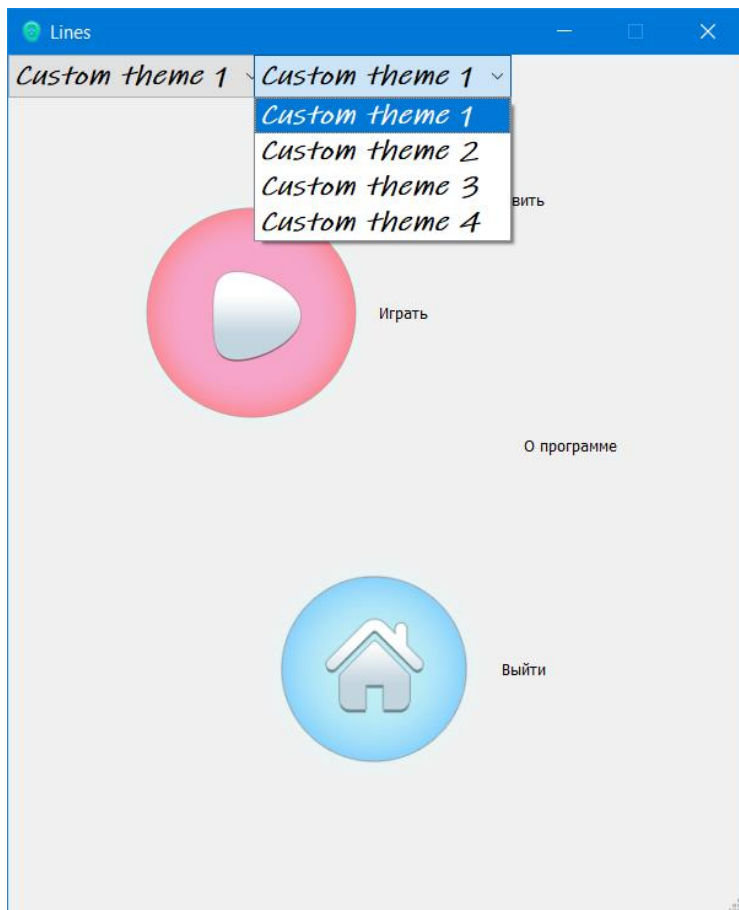 Lines
Custom theme 1 Custom theme 1
Custom theme 1
Custom theme 2
Custom theme 3
Custom theme 4
Играть
О программе
Выйти